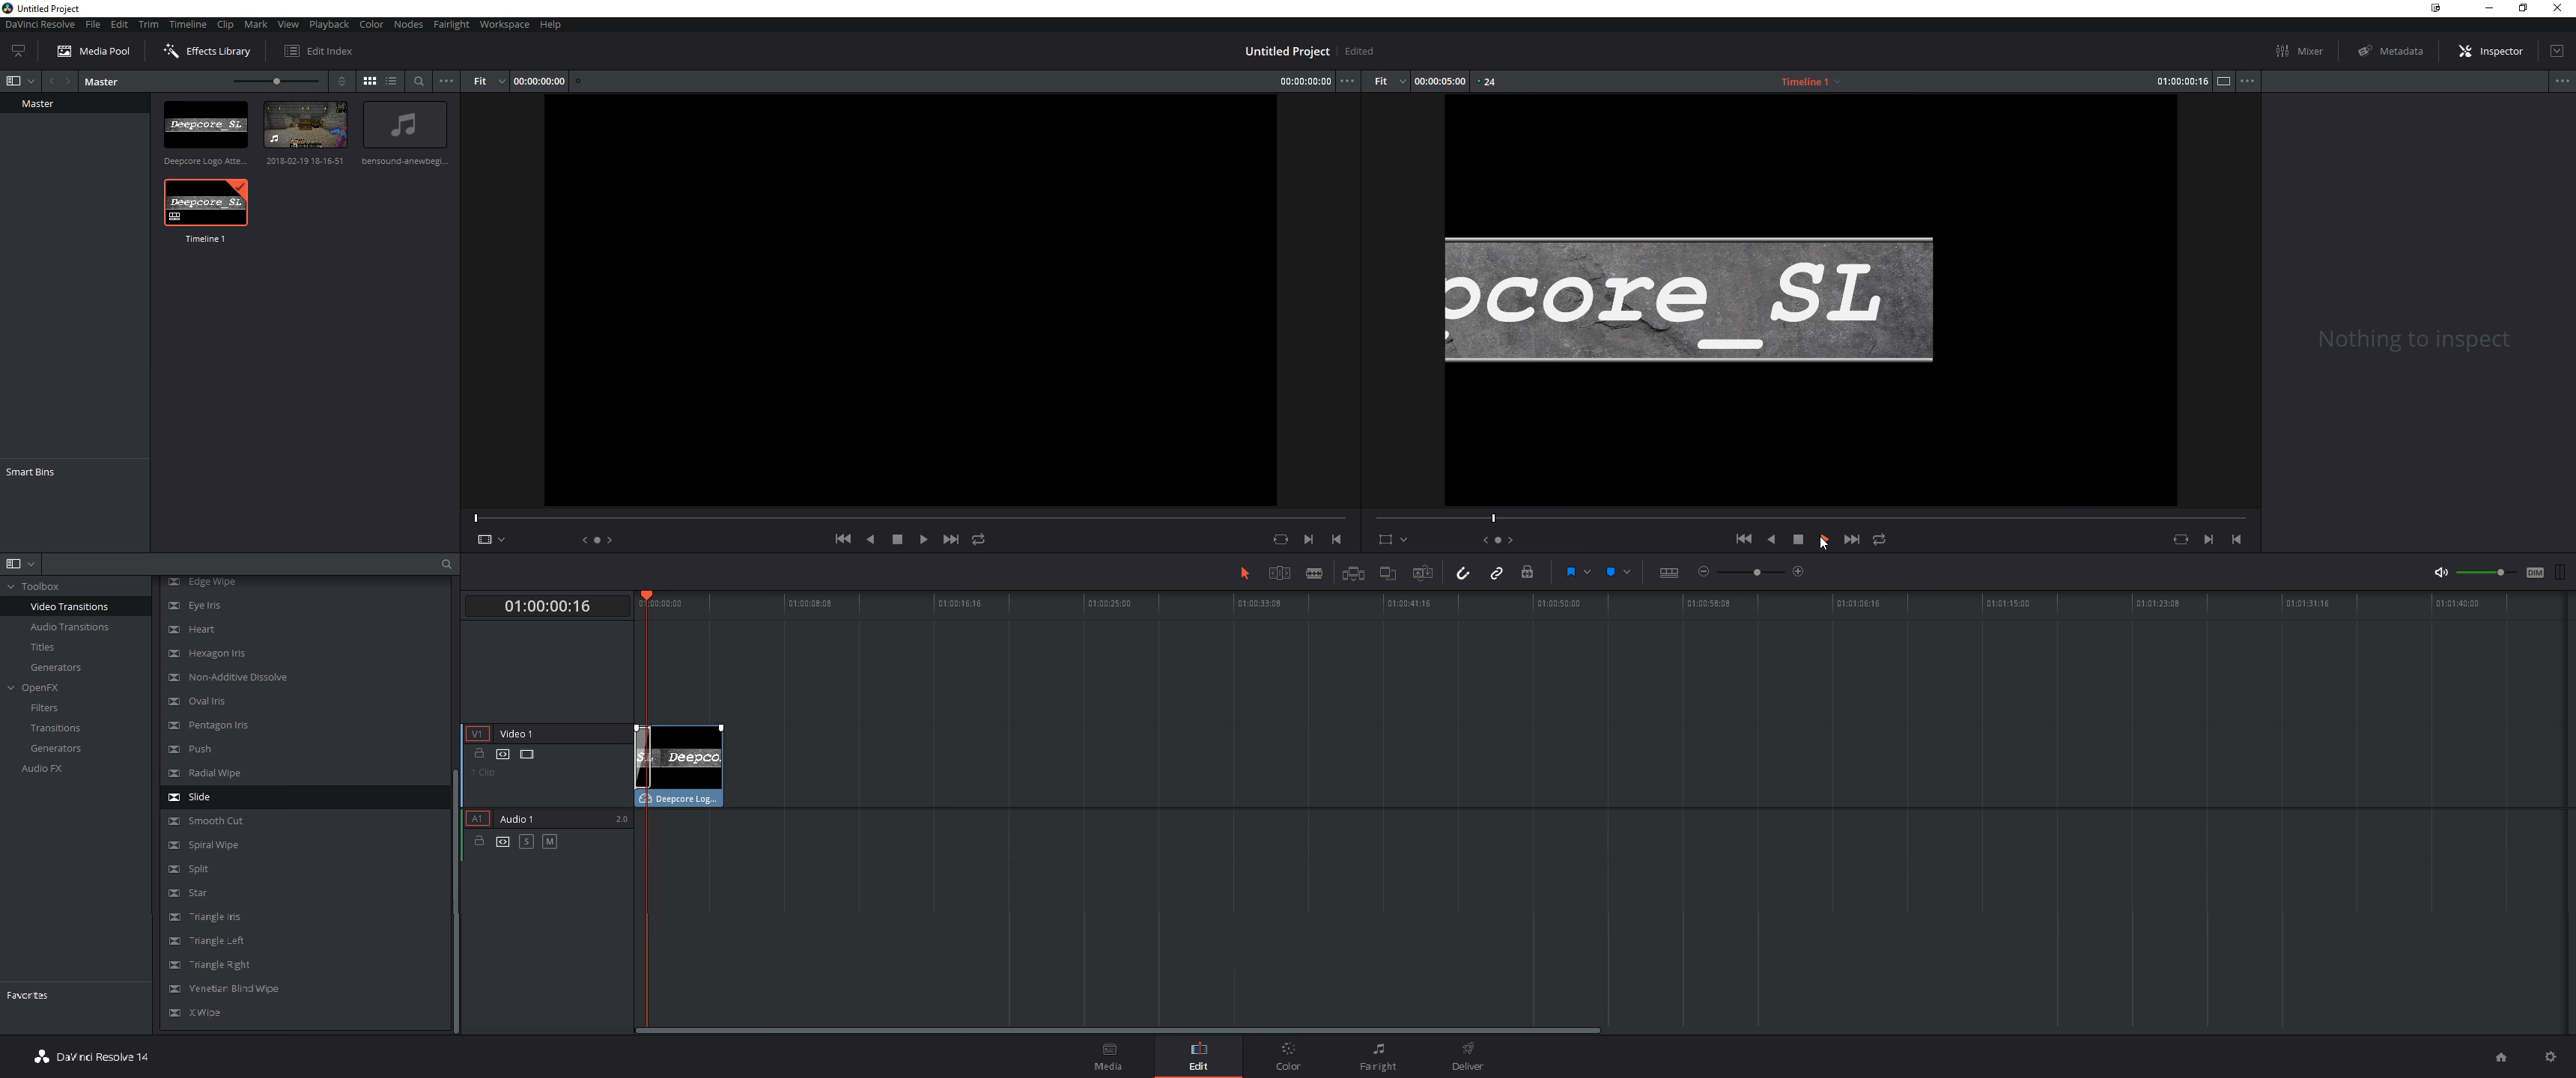 Untitled Project
DaVinci Resolve File Edit Trim Timeline Clip Mark View Playback Color Nodes Fairlight Workspace Help
Media Pool Effects Library Edit Index Untitled Project Edited Mixer Metadata Inspector
Master Fit 00:00:00:00 00:00:00:00 Fit 00:00:05:00 24 Timeline 1 01:00:00:16
Master
Deepcore_SL
Deepcore Logo Atte... 2018-02-19 18-16-51 bensound-anewbegi...
Deepcore_SL
Timeline 1
pcore_SL
Nothing to inspect
Smart Bins
Toolbox
Video Transitions
Audio Transitions
Titles
Generators
OpenFX
Filters
Transitions
Generators
Audio FX
Favorites
Edge Wipe
Eye Iris
Heart
Hexagon Iris
Non-Additive Dissolve
Oval Iris
Pentagon Iris
Push
Radial Wipe
Slide
Smooth Cut
Spiral Wipe
Split
Star
Triangle Iris
Triangle Left
Triangle Right
Venetian Blind Wipe
X Wipe
DIM
01:00:00:16 01:00:00:00 01:00:08:08 01:00:16:16 01:00:25:00 01:00:33:08 01:00:41:16 01:00:50:00 01:00:58:08 01:01:06:16 01:01:15:00 01:01:23:08 01:01:31:16 01:01:40:00
V1 Video 1
1 Clip
SL Deepco
Deepcore Log...
A1 Audio 1 2.0
S M
DaVinci Resolve 14 Media Edit Color Fairlight Deliver